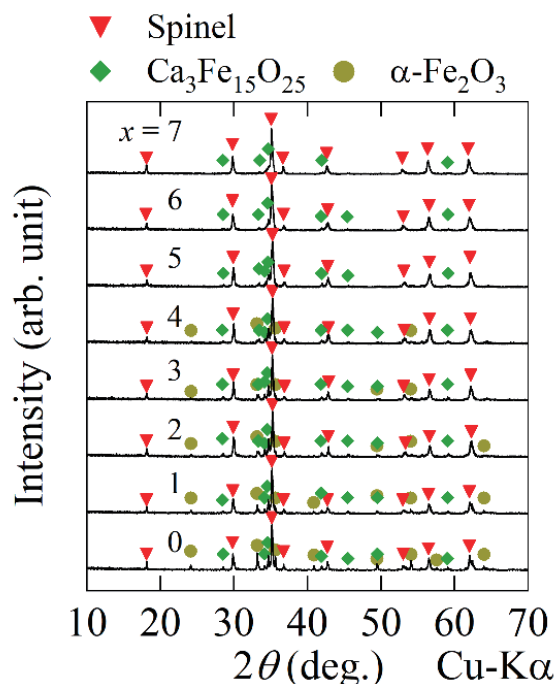 Spinel
Ca₃Fe₁₅O₂₅ α-Fe₂O₃
x = 7
6
5
4
3
2
1
0
Intensity (arb. unit)
10 20 30 40 50 60 70
2θ (deg.) Cu-Kα